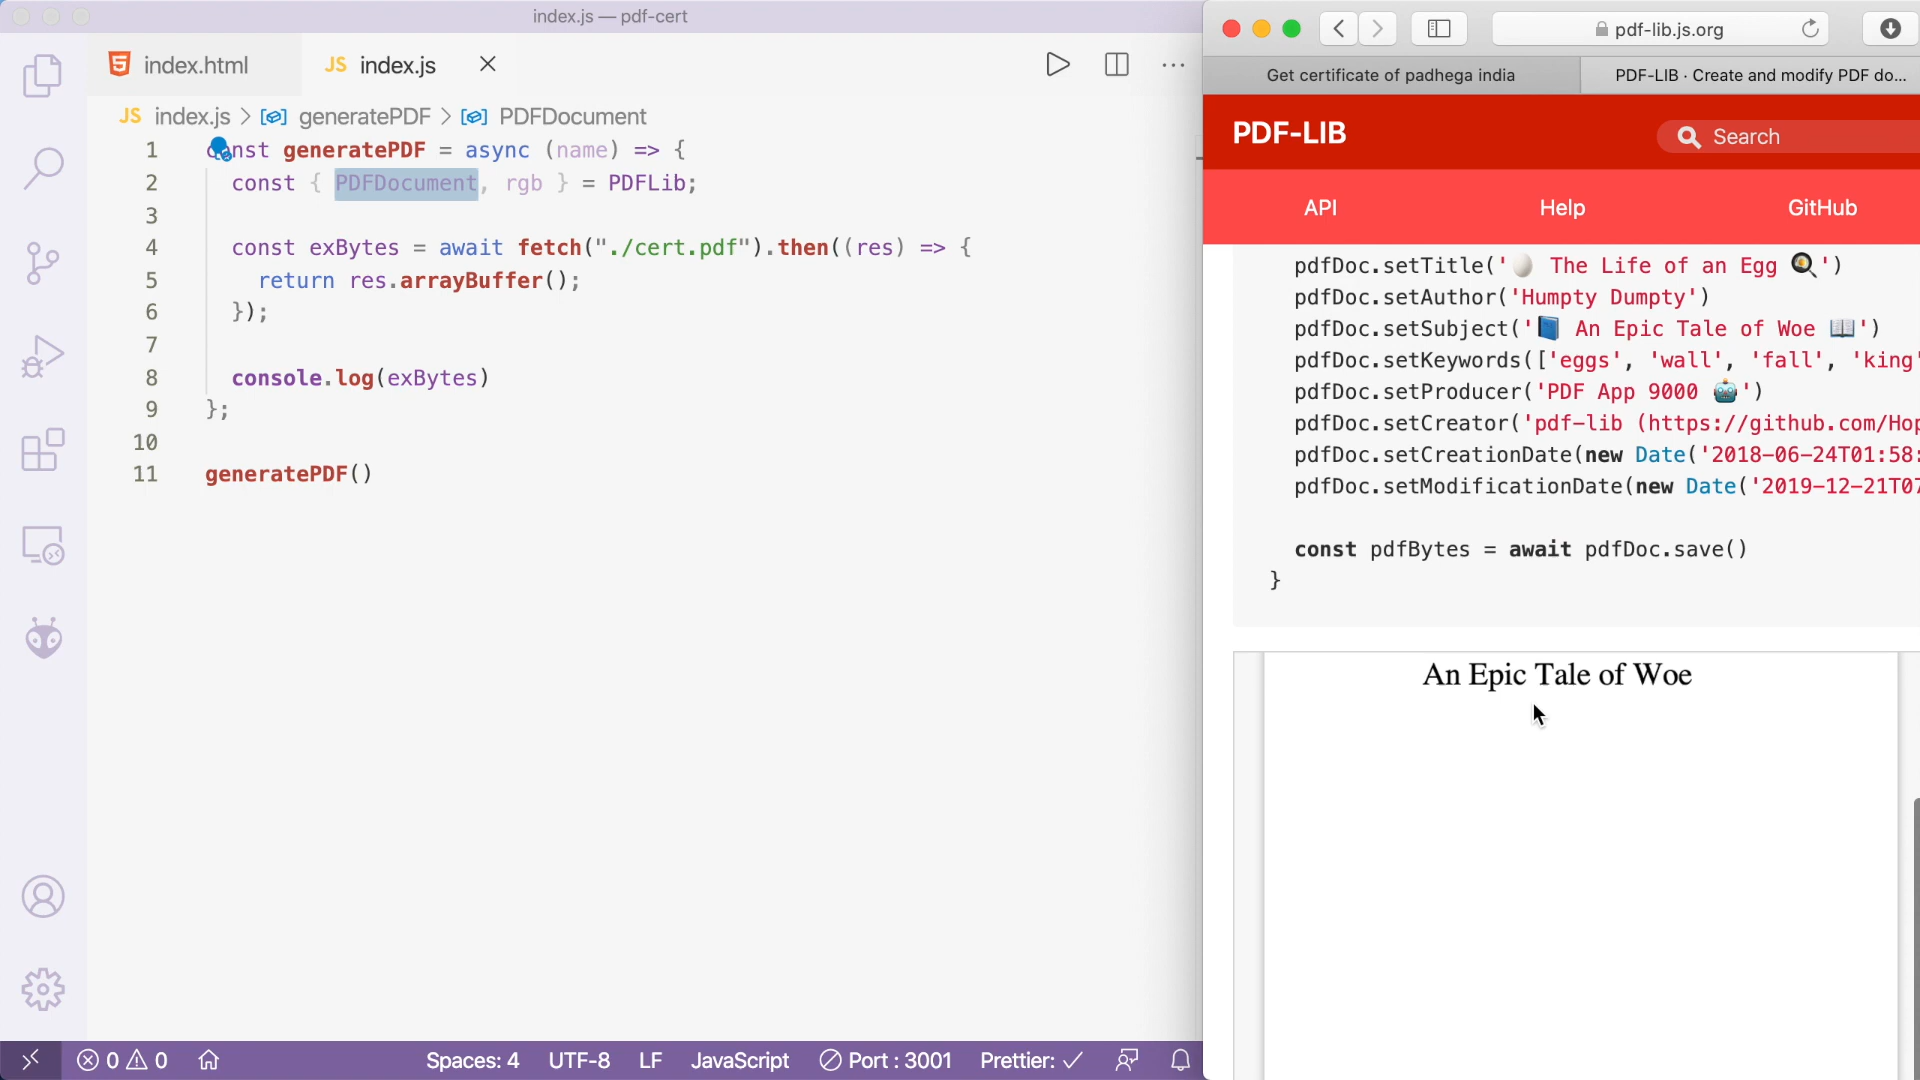 index.js — pdf-cert
index.html
JS index.js
JS index.js > generatePDF > PDFDocument
1 const generatePDF = async (name) => {
2 const { PDFDocument, rgb } = PDFLib;
3
4 const exBytes = await fetch("./cert.pdf").then((res) => {
5 return res.arrayBuffer();
6 });
7
8 console.log(exBytes)
9 };
10
11 generatePDF()
0 0
Spaces: 4 UTF-8 LF JavaScript Port : 3001 Prettier: ✓
pdf-lib.js.org
Get certificate of padhega india
PDF-LIB · Create and modify PDF do...
PDF-LIB
Search
API Help GitHub
pdfDoc.setTitle('🥚 The Life of an Egg 🍳')
pdfDoc.setAuthor('Humpty Dumpty')
pdfDoc.setSubject('📘 An Epic Tale of Woe 📖')
pdfDoc.setKeywords(['eggs', 'wall', 'fall', 'king'
pdfDoc.setProducer('PDF App 9000 🤖')
pdfDoc.setCreator('pdf-lib (https://github.com/Hop
pdfDoc.setCreationDate(new Date('2018-06-24T01:58:
pdfDoc.setModificationDate(new Date('2019-12-21T07
const pdfBytes = await pdfDoc.save()
}
An Epic Tale of Woe